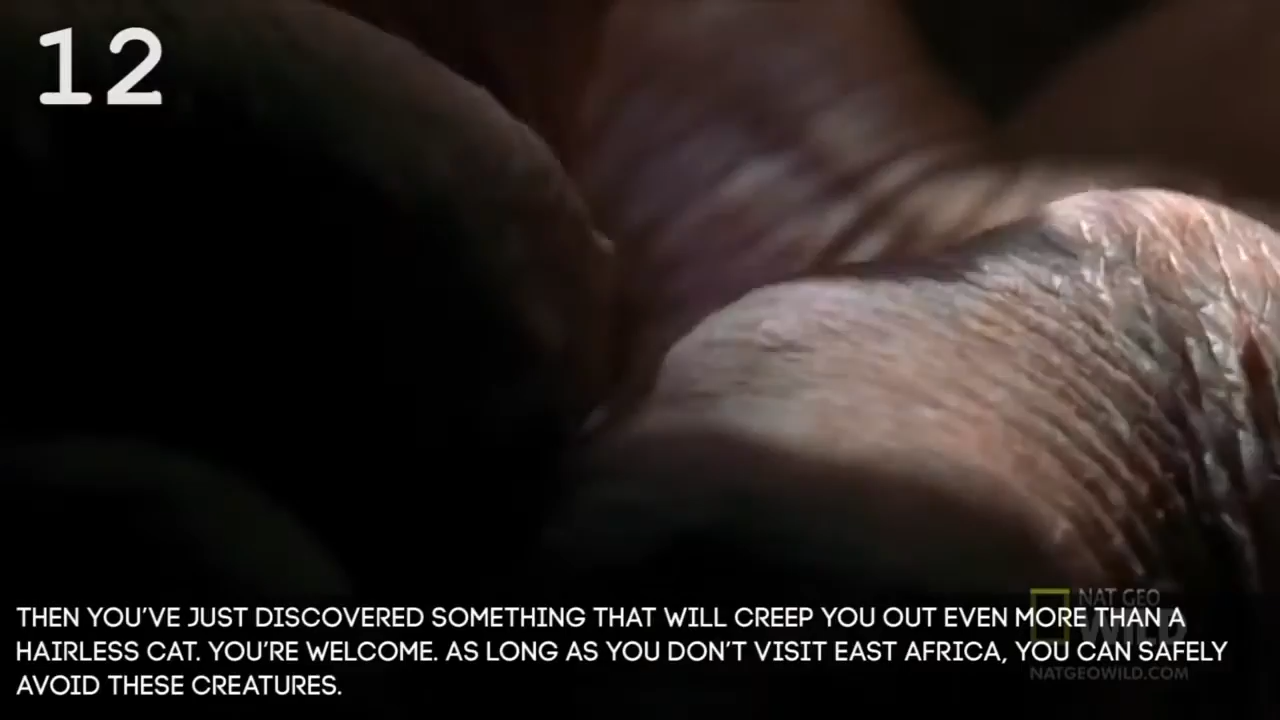 12
THEN YOU'VE JUST DISCOVERED SOMETHING THAT WILL CREEP YOU OUT EVEN MORE THAN A
HAIRLESS CAT. YOU'RE WELCOME. AS LONG AS YOU DON'T VISIT EAST AFRICA, YOU CAN SAFELY
AVOID THESE CREATURES.
NAT GEO
WILD
NATGEOWILD.COM